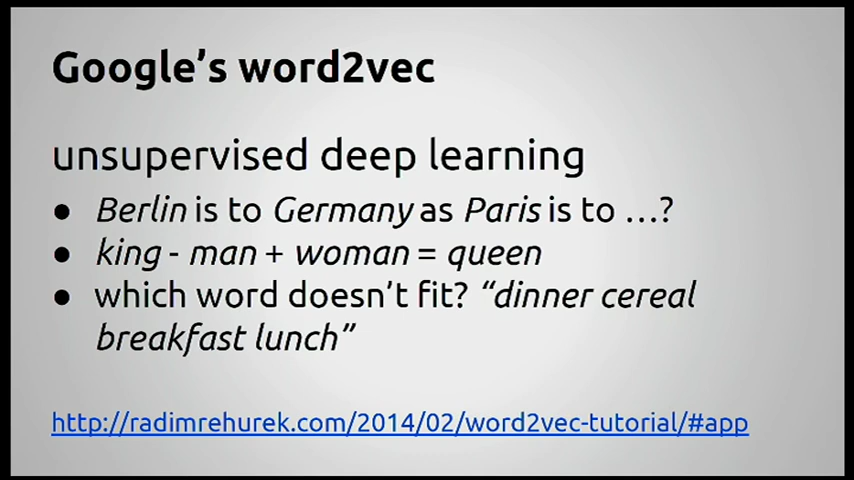 Google’s word2vec
unsupervised deep learning
● Berlin is to Germany as Paris is to …?
● king - man + woman = queen
● which word doesn’t fit? “dinner cereal
breakfast lunch”
http://radimrehurek.com/2014/02/word2vec-tutorial/#app